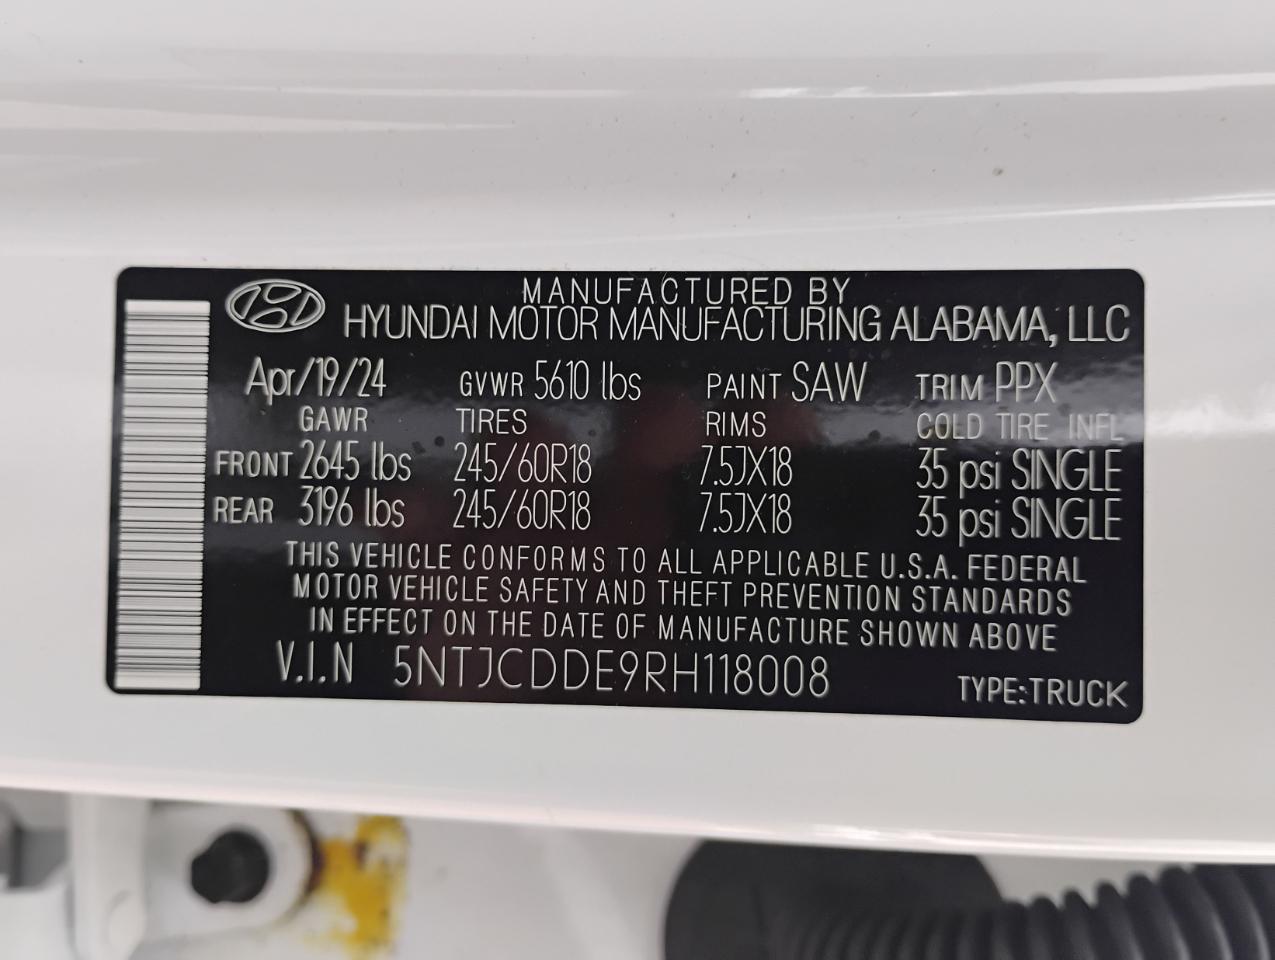 MANUFACTURED BY
HYUNDAI MOTOR MANUFACTURING ALABAMA, LLC
Apr/19/24 GVWR 5610 lbs PAINT SAW TRIM PPX
GAWR TIRES RIMS COLD TIRE INFL
FRONT 2645 lbs 245/60R18 7.5JX18 35 psi SINGLE
REAR 3196 lbs 245/60R18 7.5JX18 35 psi SINGLE
THIS VEHICLE CONFORMS TO ALL APPLICABLE U.S.A. FEDERAL
MOTOR VEHICLE SAFETY AND THEFT PREVENTION STANDARDS
IN EFFECT ON THE DATE OF MANUFACTURE SHOWN ABOVE
V.I.N 5NTJCDDE9RH118008
TYPE:TRUCK